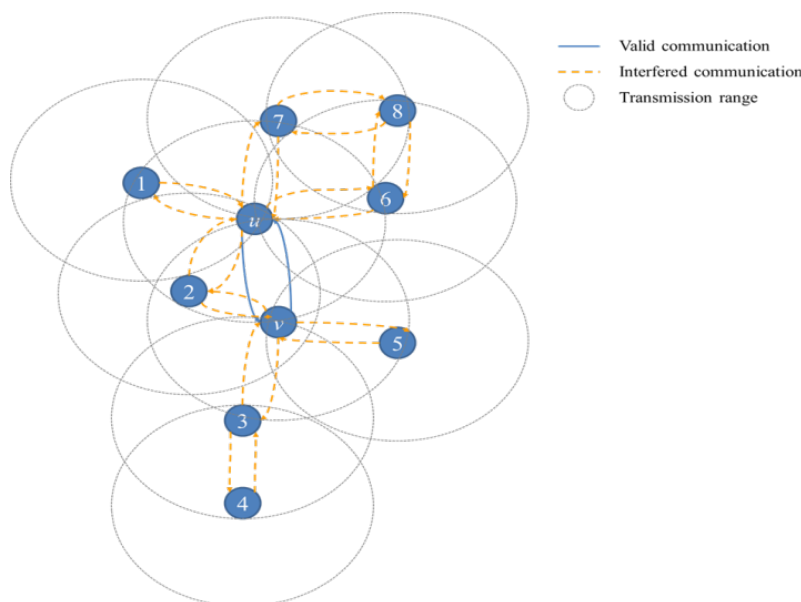 Valid communication
Interfered communication
Transmission range
8
7
1
6
u
2
v
5
3
4